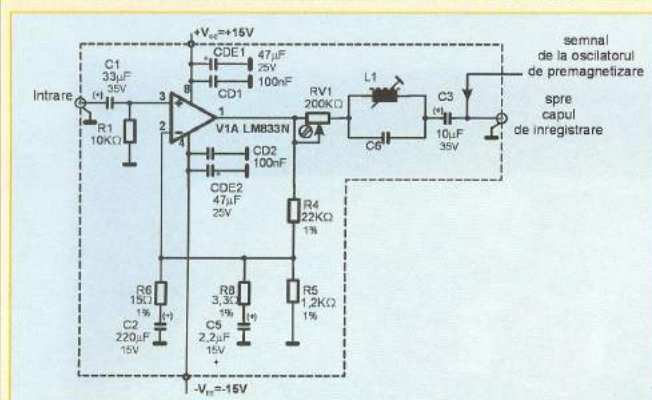 +Vcc=+15V
CDE1
47µF
25V
CD1
100nF
C1
33µF
35V
(+)
Intrare
R1
10KΩ
3
2
8
4
1
V1A LM833N
CD2
100nF
CDE2
47µF
25V
RV1
200KΩ
L1
C6
C3
(+)
10µF
35V
semnal
de la oscilatorul
de premagnetizare
spre
capul
de inregistrare
R4
22KΩ
1%
R6
15Ω
1%
(+)
C2
220µF
15V
R8
3,3Ω
1%
(+)
C5
2,2µF
15V
+
R5
1,2KΩ
1%
=-15V